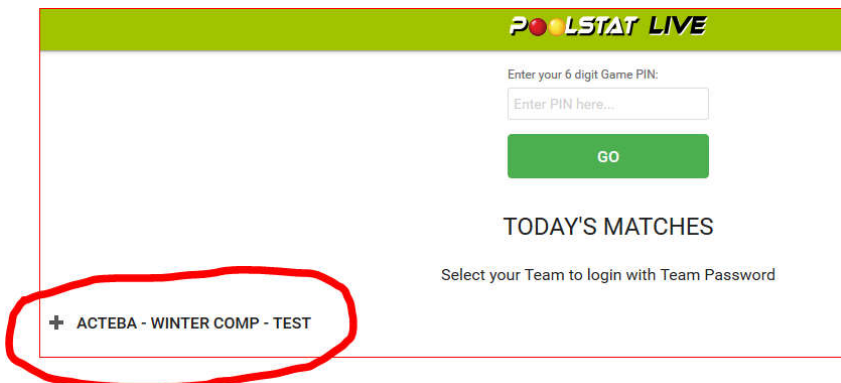 POOLSTAT LIVE
Enter your 6 digit Game PIN:
Enter PIN here...
GO
TODAY'S MATCHES
Select your Team to login with Team Password
+ ACTEBA - WINTER COMP - TEST